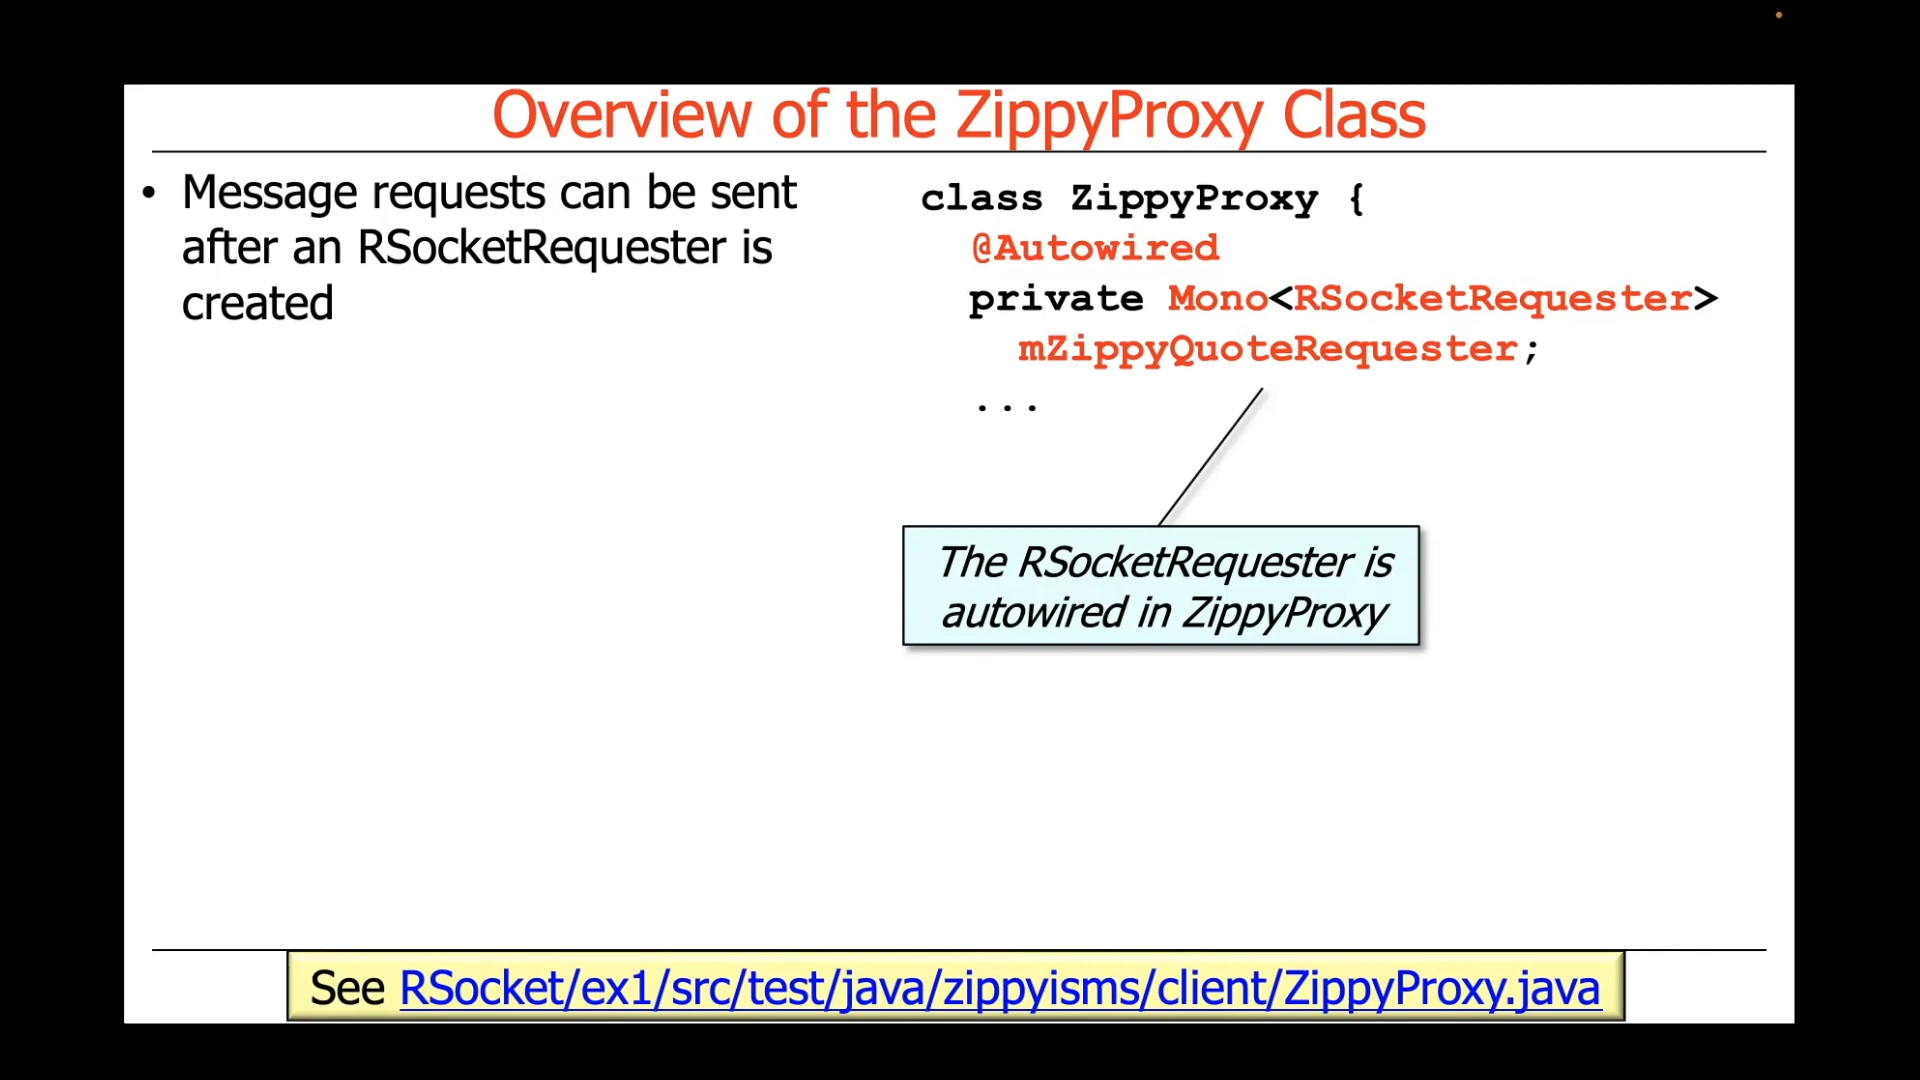 Overview of the ZippyProxy Class
• Message requests can be sent
after an RSocketRequester is
created
class ZippyProxy {
@Autowired
private Mono<RSocketRequester>
mZippyQuoteRequester;
...
The RSocketRequester is
autowired in ZippyProxy
See RSocket/ex1/src/test/java/zippyisms/client/ZippyProxy.java